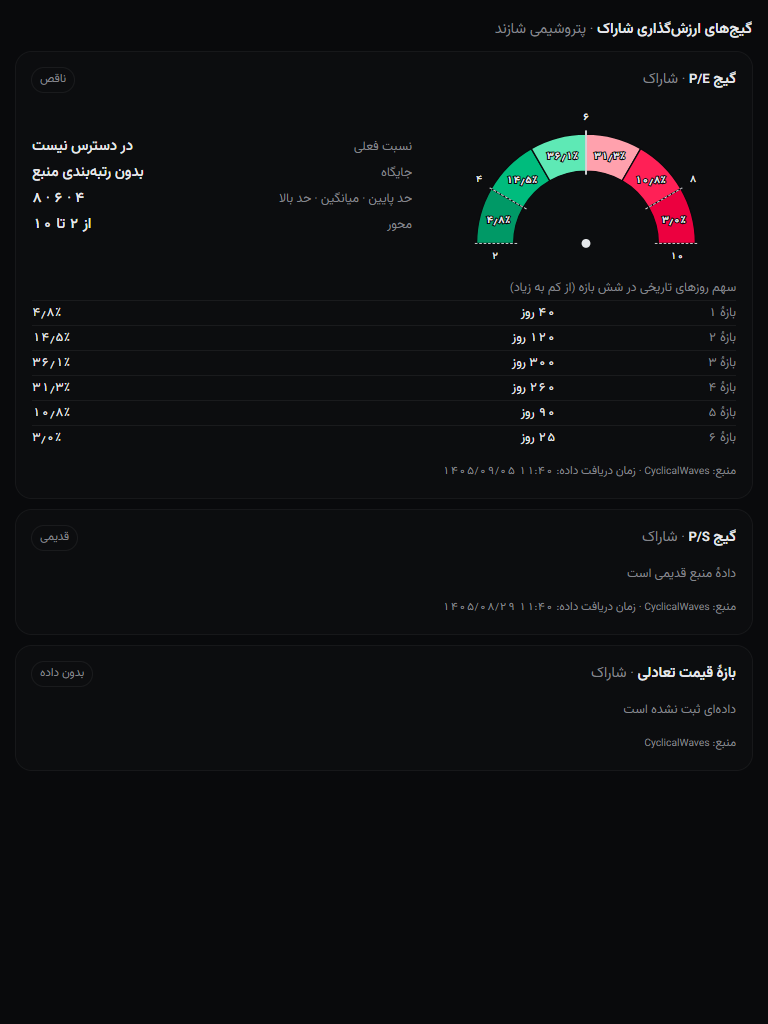 گیج‌های ارزش‌گذاری شاراک · پتروشیمی شازند
گیج P/E · شاراک
ناقص
۶
۳۶٫۱٪
۳۱٫۳٪
۴
۱۴٫۵٪
۱۰٫۸٪
۸
۴٫۸٪
۳٫۰٪
۲
۱۰
نسبت فعلی در دسترس نیست
جایگاه بدون رتبه‌بندی منبع
حد پایین · میانگین · حد بالا ۴ · ۶ · ۸
محور از ۲ تا ۱۰
سهم روزهای تاریخی در شش بازه (از کم به زیاد)
بازهٔ ۱ ۴۰ روز ۴٫۸٪
بازهٔ ۲ ۱۲۰ روز ۱۴٫۵٪
بازهٔ ۳ ۳۰۰ روز ۳۶٫۱٪
بازهٔ ۴ ۲۶۰ روز ۳۱٫۳٪
بازهٔ ۵ ۹۰ روز ۱۰٫۸٪
بازهٔ ۶ ۲۵ روز ۳٫۰٪
منبع: CyclicalWaves · زمان دریافت داده: ۱۱:۴۰ ۱۴۰۵/۰۹/۰۵
گیج P/S · شاراک
قدیمی
دادهٔ منبع قدیمی است
منبع: CyclicalWaves · زمان دریافت داده: ۱۱:۴۰ ۱۴۰۵/۰۸/۲۹
بازهٔ قیمت تعادلی · شاراک
بدون داده
داده‌ای ثبت نشده است
منبع: CyclicalWaves